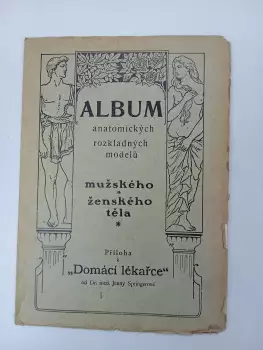 ALBUM
anatomických
rozkladných
modelů
mužského
a
ženského
těla
*
Příloha
k
„Domácí lékařce“
od Dr. med. Jenny Springerové